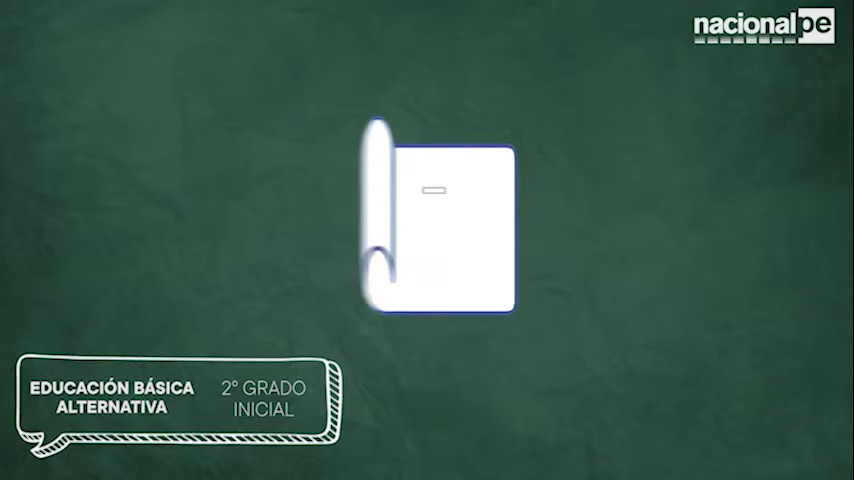 nacionalpe
EDUCACIÓN BÁSICA
ALTERNATIVA
2° GRADO
INICIAL